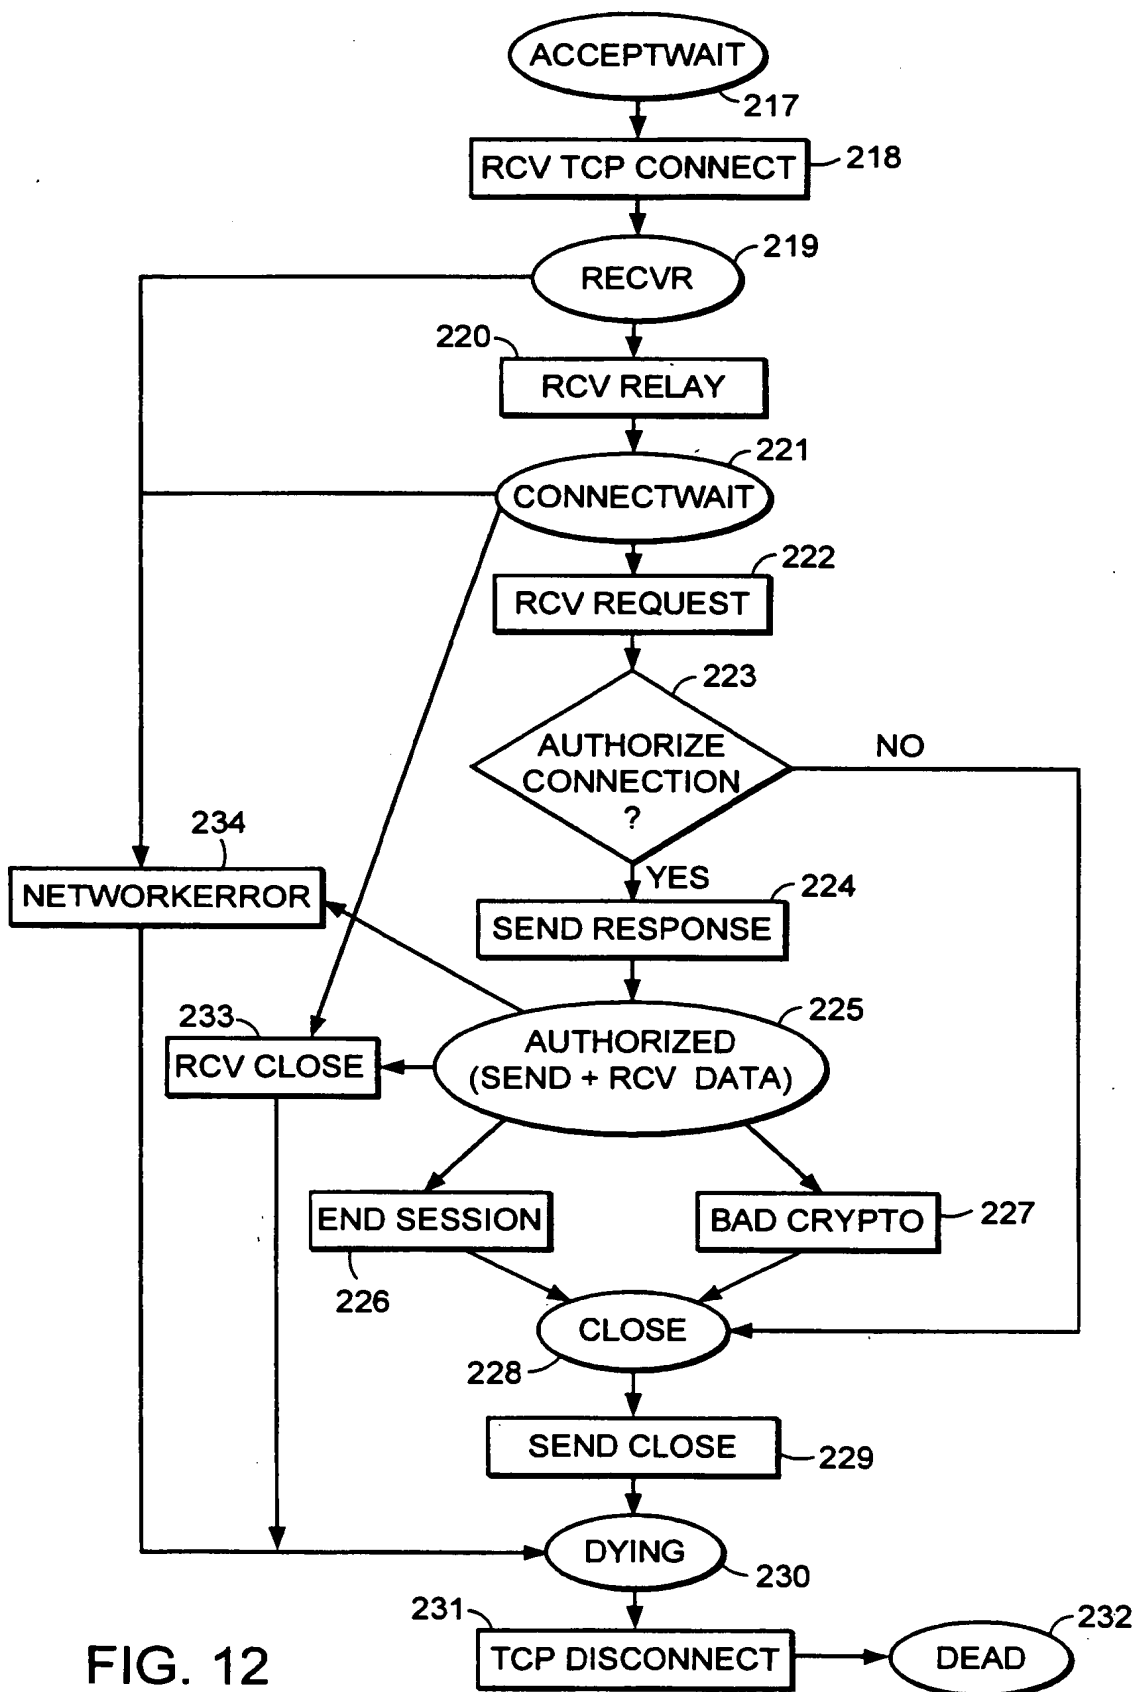 ACCEPTWAIT
217
RCV TCP CONNECT
218
219
RECVR
220
RCV RELAY
221
CONNECTWAIT
222
RCV REQUEST
223
AUTHORIZE
CONNECTION
?
NO
234
YES
NETWORKERROR
224
SEND RESPONSE
233
225
RCV CLOSE
AUTHORIZED
(SEND + RCV DATA)
END SESSION
BAD CRYPTO
227
226
CLOSE
228
SEND CLOSE
229
DYING
230
231
TCP DISCONNECT
232
DEAD
FIG. 12